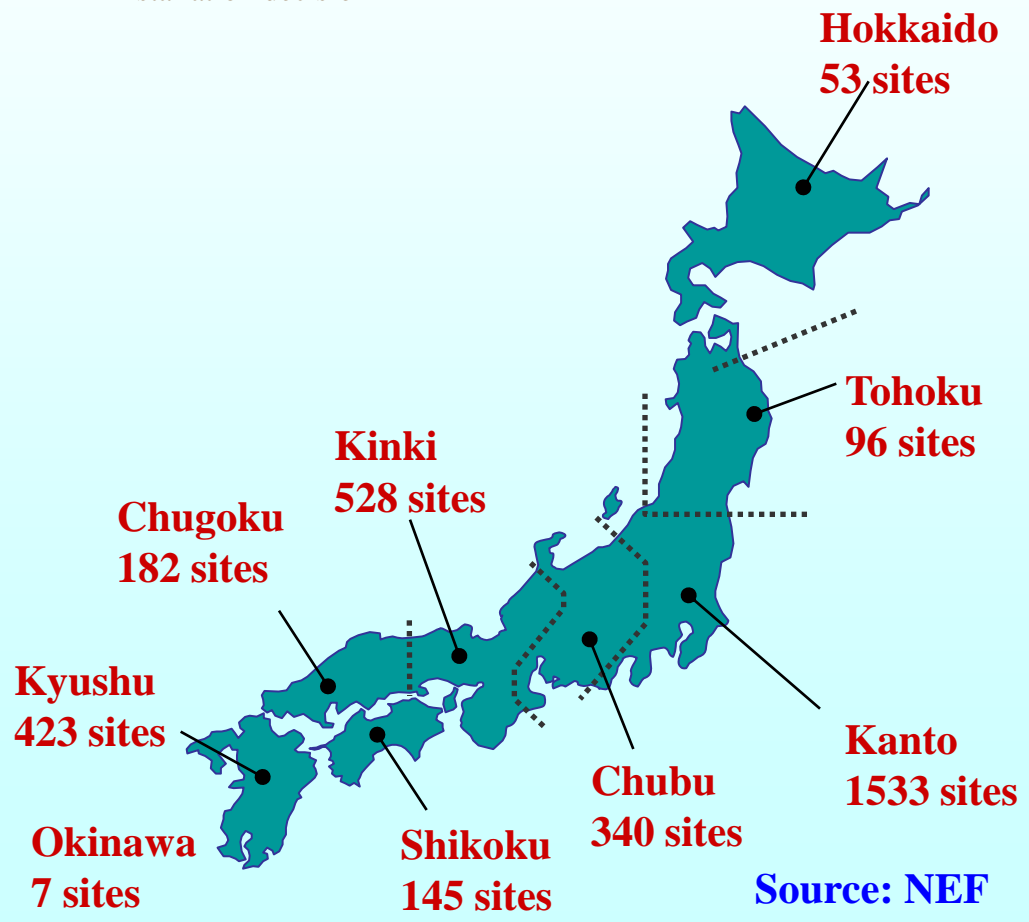 Hokkaido
53 sites
Tohoku
96 sites
Kinki
528 sites
Chugoku
182 sites
Kyushu
423 sites
Kanto
1533 sites
Chubu
340 sites
Okinawa
7 sites
Shikoku
145 sites
Source: NEF